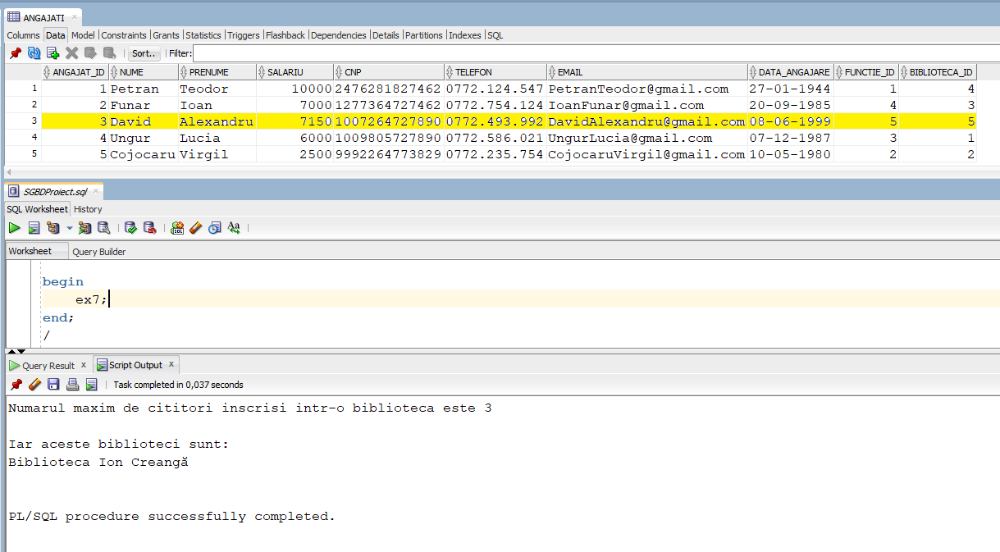 ANGAJATI
Columns Data Model Constraints Grants Statistics Triggers Flashback Dependencies Details Partitions Indexes SQL
Sort.. Filter:
ANGAJAT_ID NUME PRENUME SALARIU CNP TELEFON EMAIL DATA_ANGAJARE FUNCTIE_ID BIBLIOTECA_ID
1 1 Petran Teodor 10000 2476281827462 0772.124.547 PetranTeodor@gmail.com 27-01-1944 1 4
2 2 Funar Ioan 7000 1277364727462 0772.754.124 IoanFunar@gmail.com 20-09-1985 4 3
3 3 David Alexandru 7150 1007264727890 0772.493.992 DavidAlexandru@gmail.com 08-06-1999 5 5
4 4 Ungur Lucia 6000 1009805727890 0772.586.021 UngurLucia@gmail.com 07-12-1987 3 1
5 5 Cojocaru Virgil 2500 9992264773829 0772.235.754 CojocaruVirgil@gmail.com 10-05-1980 2 2
SGBDProiect.sql
SQL Worksheet History
SQL Aa
Worksheet Query Builder
begin
ex7;
end;
/
Query Result x Script Output x
Task completed in 0,037 seconds
Numarul maxim de cititori inscrisi intr-o biblioteca este 3
Iar aceste biblioteci sunt:
Biblioteca Ion Creangă
PL/SQL procedure successfully completed.